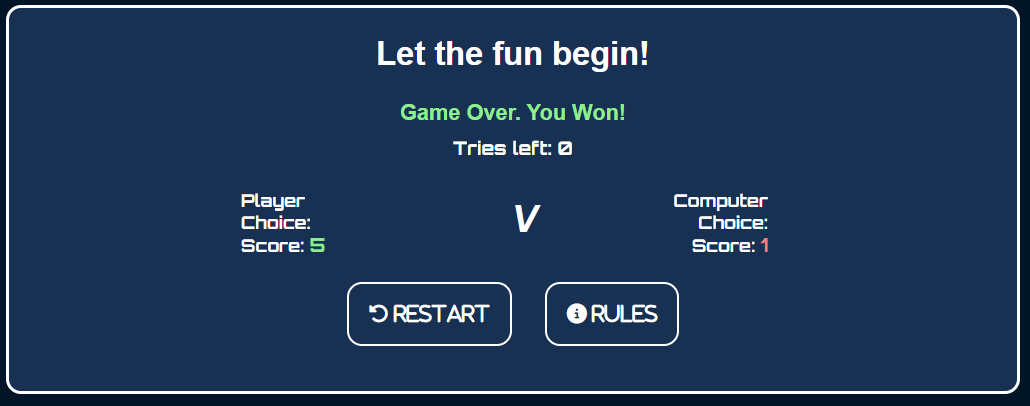 Let the fun begin!
Game Over. You Won!
Tries left: 0
Player
Choice:
Score: 5
V
Computer
Choice:
Score: 1
RESTART
RULES